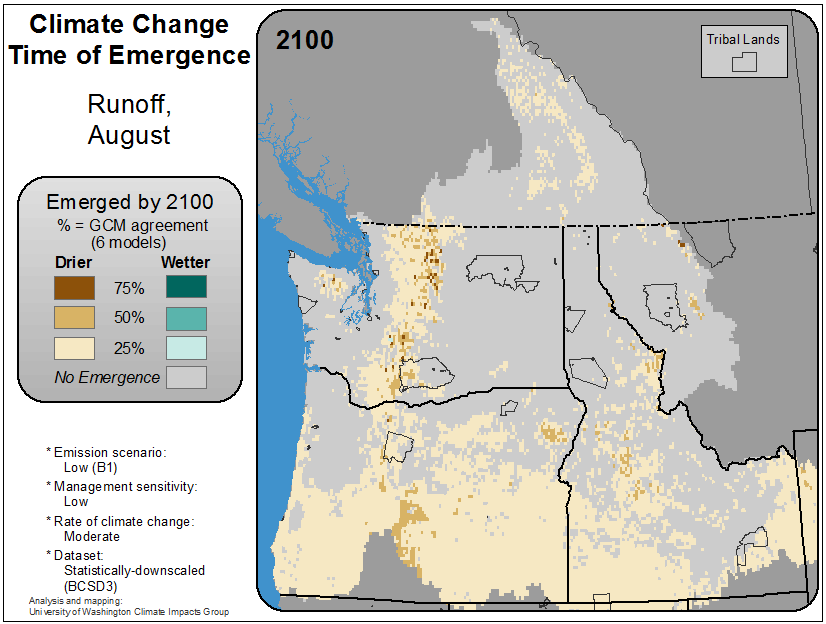 Climate Change
Time of Emergence
Runoff,
August
Emerged by 2100
% = GCM agreement
(6 models)
Drier Wetter
75%
50%
25%
No Emergence
* Emission scenario:
Low (B1)
* Management sensitivity:
Low
* Rate of climate change:
Moderate
* Dataset:
Statistically-downscaled
(BCSD3)
Analysis and mapping:
University of Washington Climate Impacts Group
2100
Tribal Lands